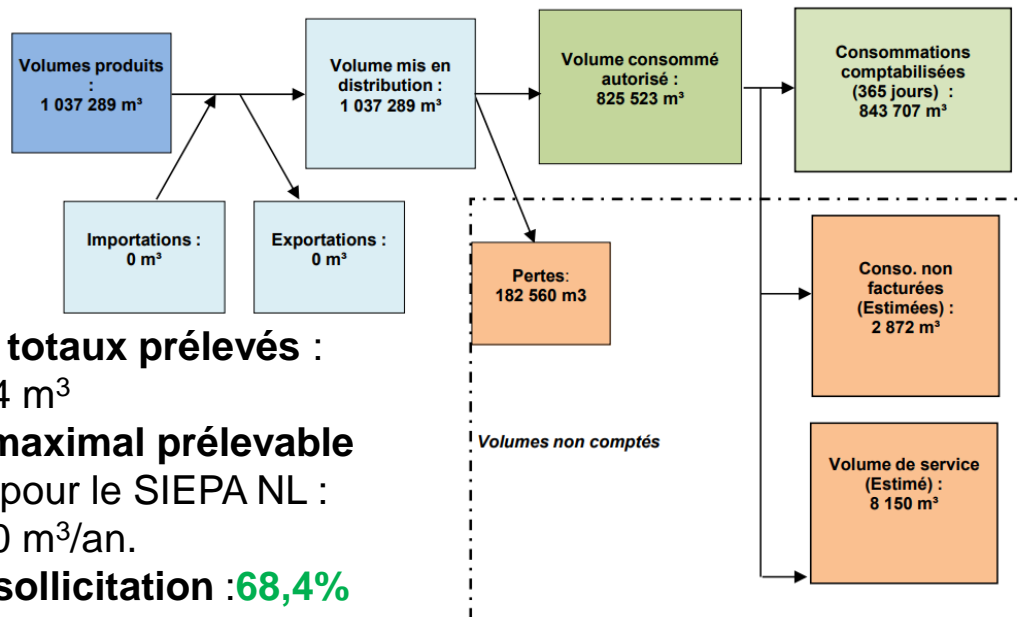 Volumes produits
:
1 037 289 m³
Volume mis en
distribution :
1 037 289 m³
Volume consommé
autorisé :
825 523 m³
Consommations
comptabilisées
(365 jours) :
843 707 m³
Importations :
0 m³
Exportations :
0 m³
Pertes:
182 560 m3
Conso. non
facturées
(Estimées) :
2 872 m³
Volumes non comptés
Volume de service
(Estimé) :
8 150 m³
totaux prélevés :
4 m³
maximal prélevable
pour le SIEPA NL :
0 m³/an.
sollicitation :68,4%